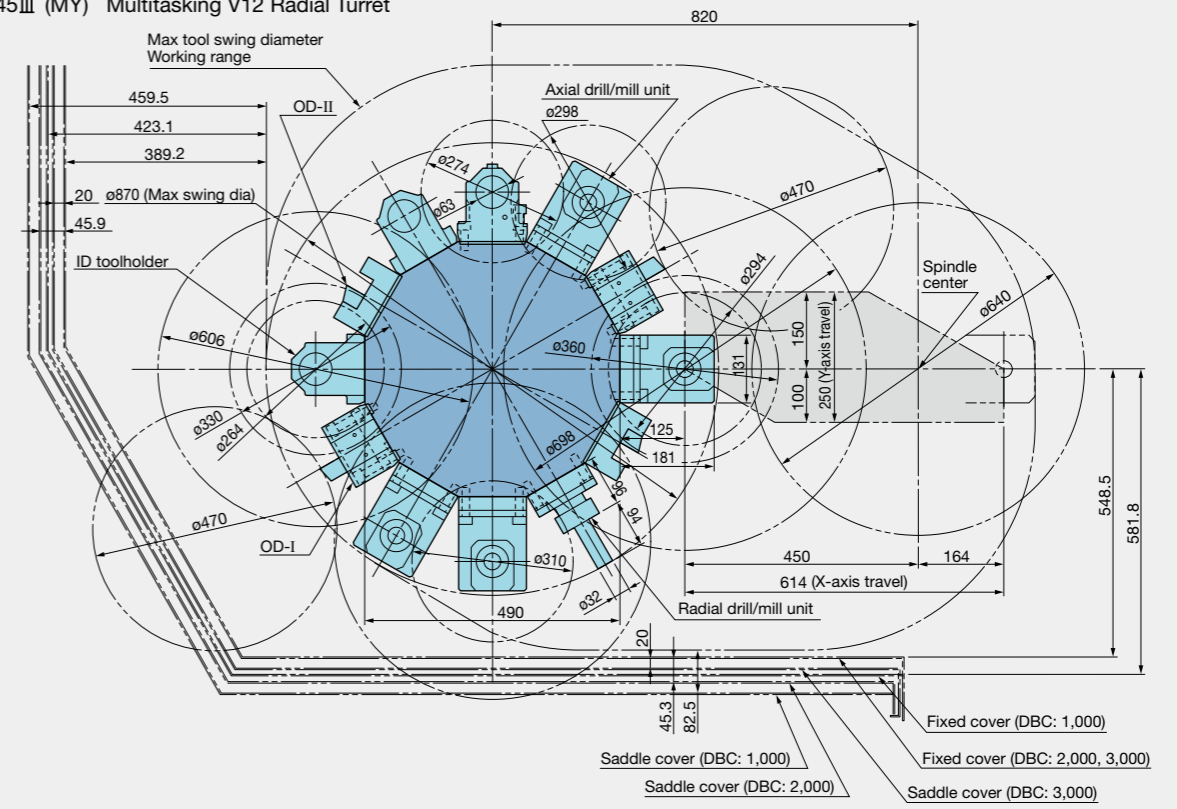 45Ⅲ (MY) Multitasking V12 Radial Turret
820
Max tool swing diameter
Working range
459.5
OD-II
Axial drill/mill unit
423.1
ø298
389.2
ø274
ø470
20
ø870 (Max swing dia)
ø63
45.9
ID toolholder
ø294
Spindle
center
ø640
ø606
ø360
131
150
250 (Y-axis travel)
100
ø330
ø264
125
ø698
181
96
94
548.5
581.8
ø470
OD-I
ø310
450
164
614 (X-axis travel)
ø32
Radial drill/mill unit
490
20
45.3
82.5
Fixed cover (DBC: 1,000)
Saddle cover (DBC: 1,000)
Fixed cover (DBC: 2,000, 3,000)
Saddle cover (DBC: 2,000)
Saddle cover (DBC: 3,000)